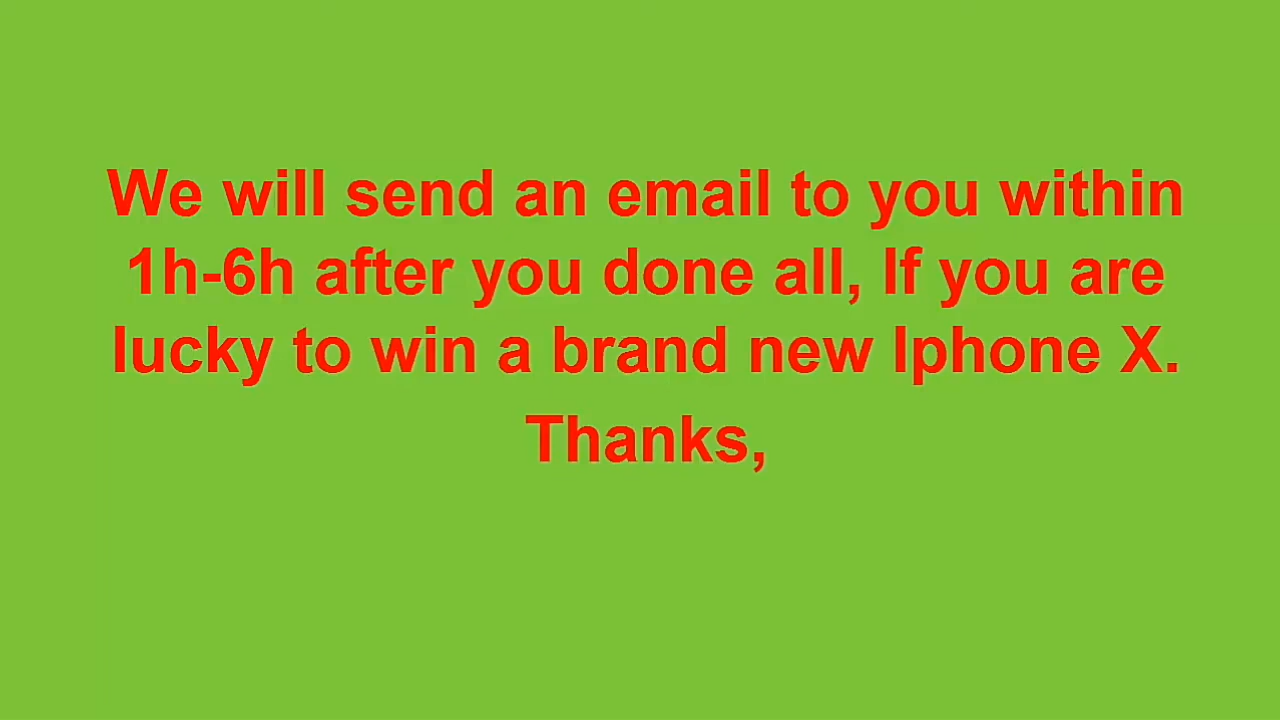 We will send an email to you within
1h-6h after you done all, If you are
lucky to win a brand new Iphone X.
Thanks,